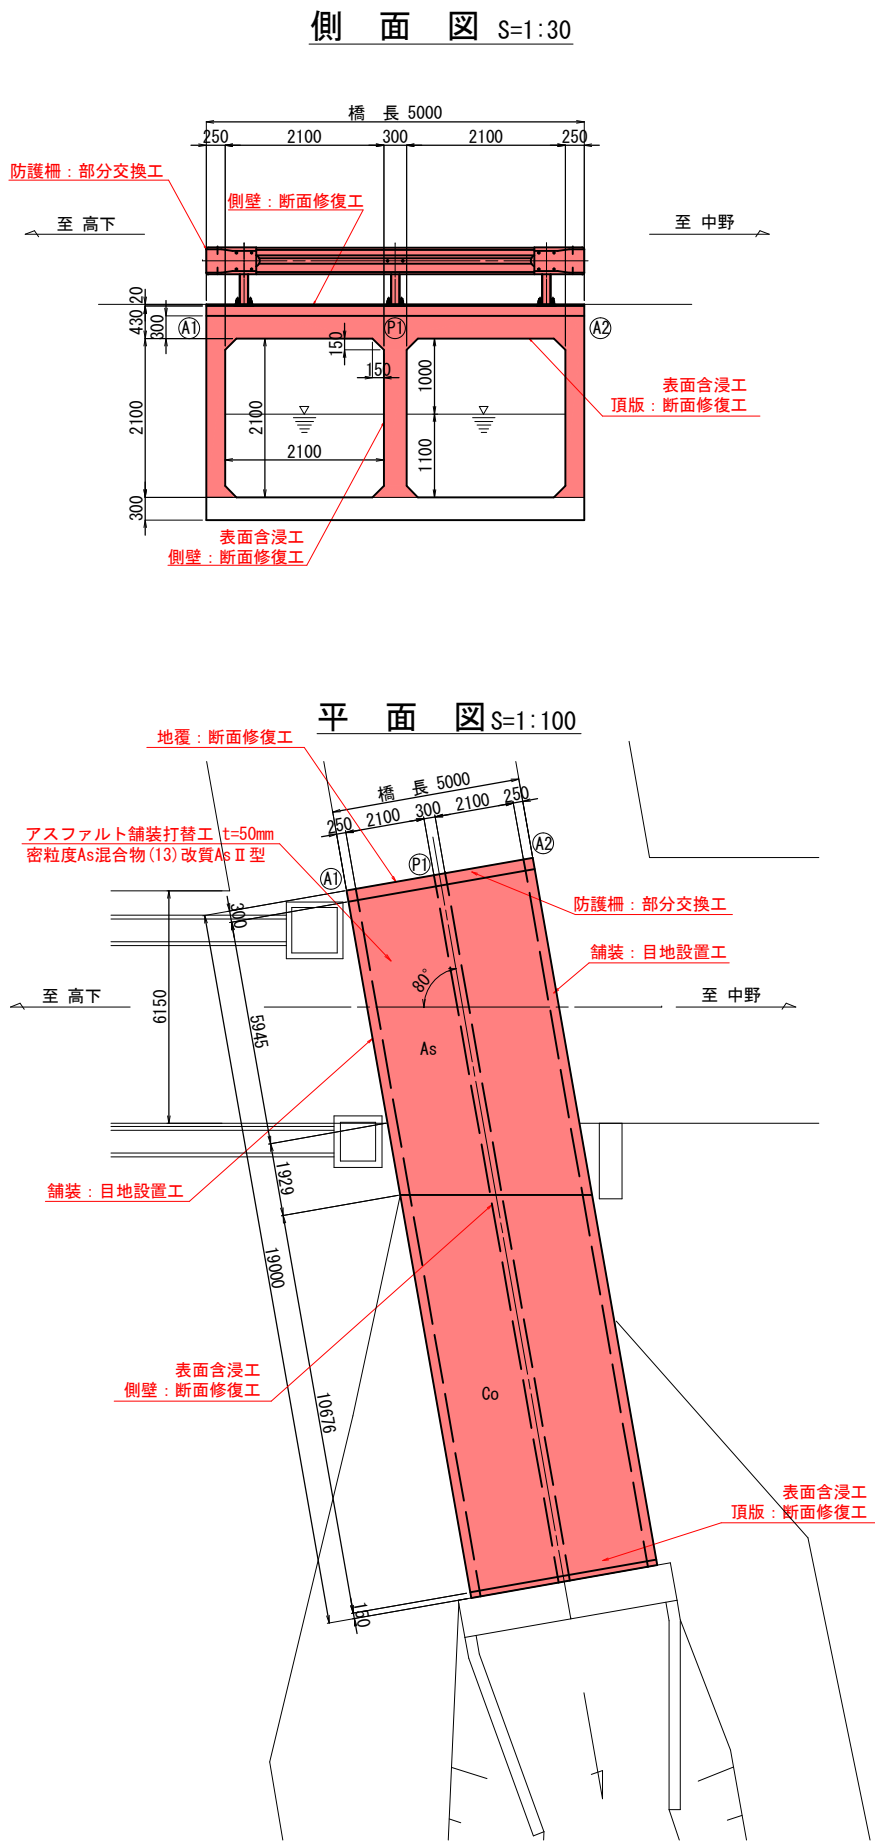 側 面 図 S=1:30
橋 長 5000
250 2100 300 2100 250
防護柵：部分交換工
側壁：断面修復工
至 高下
至 中野
20
430
300
A1
P1
A2
150
150
1000
表面含浸工
頂版：断面修復工
2100
2100
2100
1100
300
表面含浸工
側壁：断面修復工
平 面 図 S=1:100
地覆：断面修復工
橋 長 5000
250 2100 300 2100 250
アスファルト舗装打替工 t=50mm
密粒度As混合物(13)改質AsⅡ型
A1
P1
A2
防護柵：部分交換工
300
舗装：目地設置工
80°
至 高下
至 中野
6150
5945
As
1929
舗装：目地設置工
19000
表面含浸工
側壁：断面修復工
10676
Co
表面含浸工
頂版：断面修復工
150